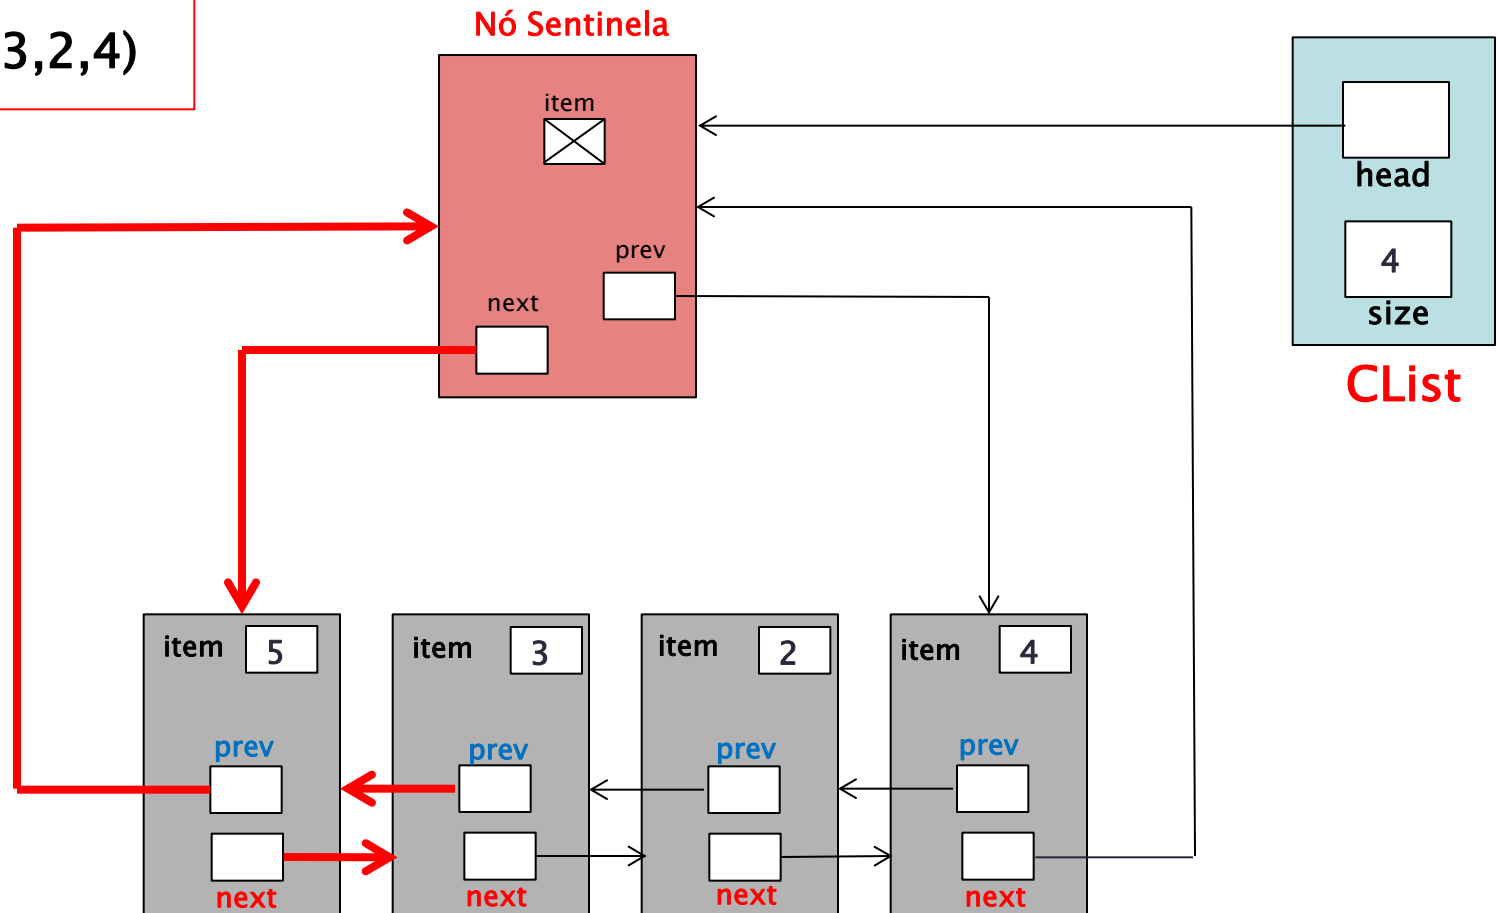 3,2,4)
Nó Sentinela
item
prev
next
head
4
size
CList
item 5
prev
next
item 3
prev
next
item 2
prev
next
item 4
prev
next